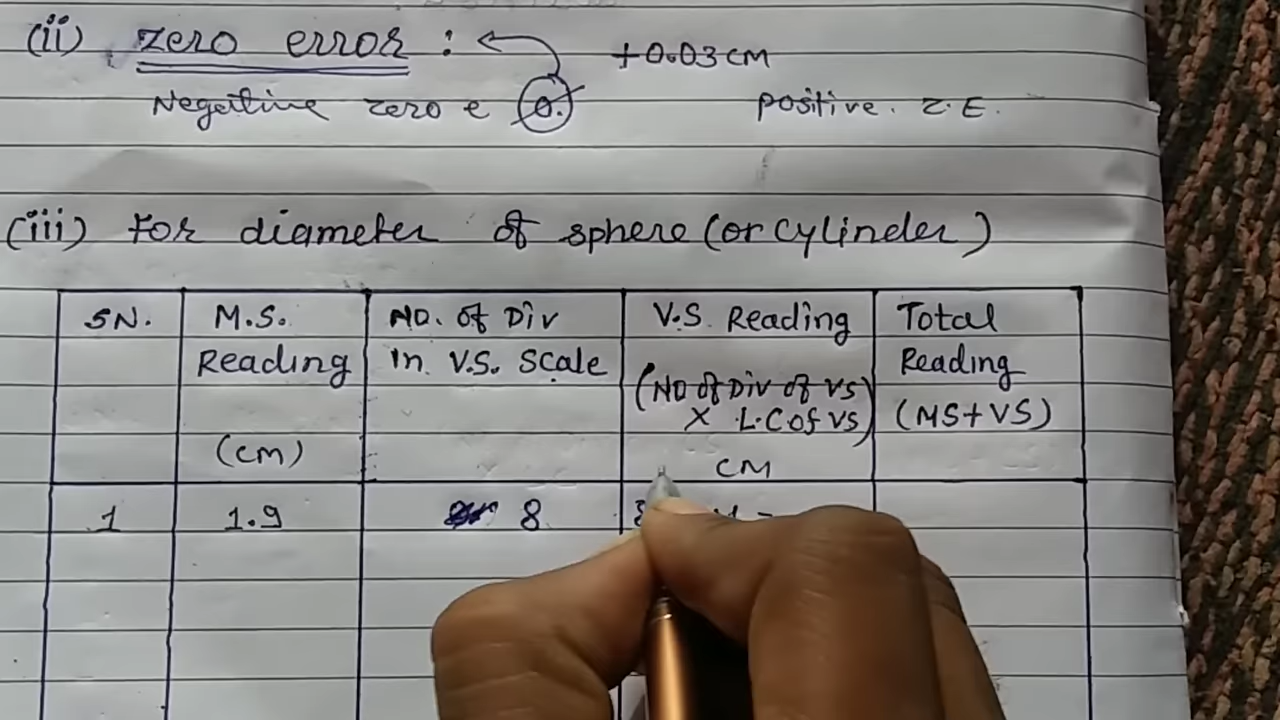 (ii) zero error : +0.03 cm
Negative zero e positive. Z.E.
(iii) For diameter of sphere (or cylinder)
SN. M.S. Reading (cm) No. of Div in V.S. Scale V.S. Reading (No of Div of VS X L.C of VS) CM Total Reading (MS+VS)
1 1.9 8